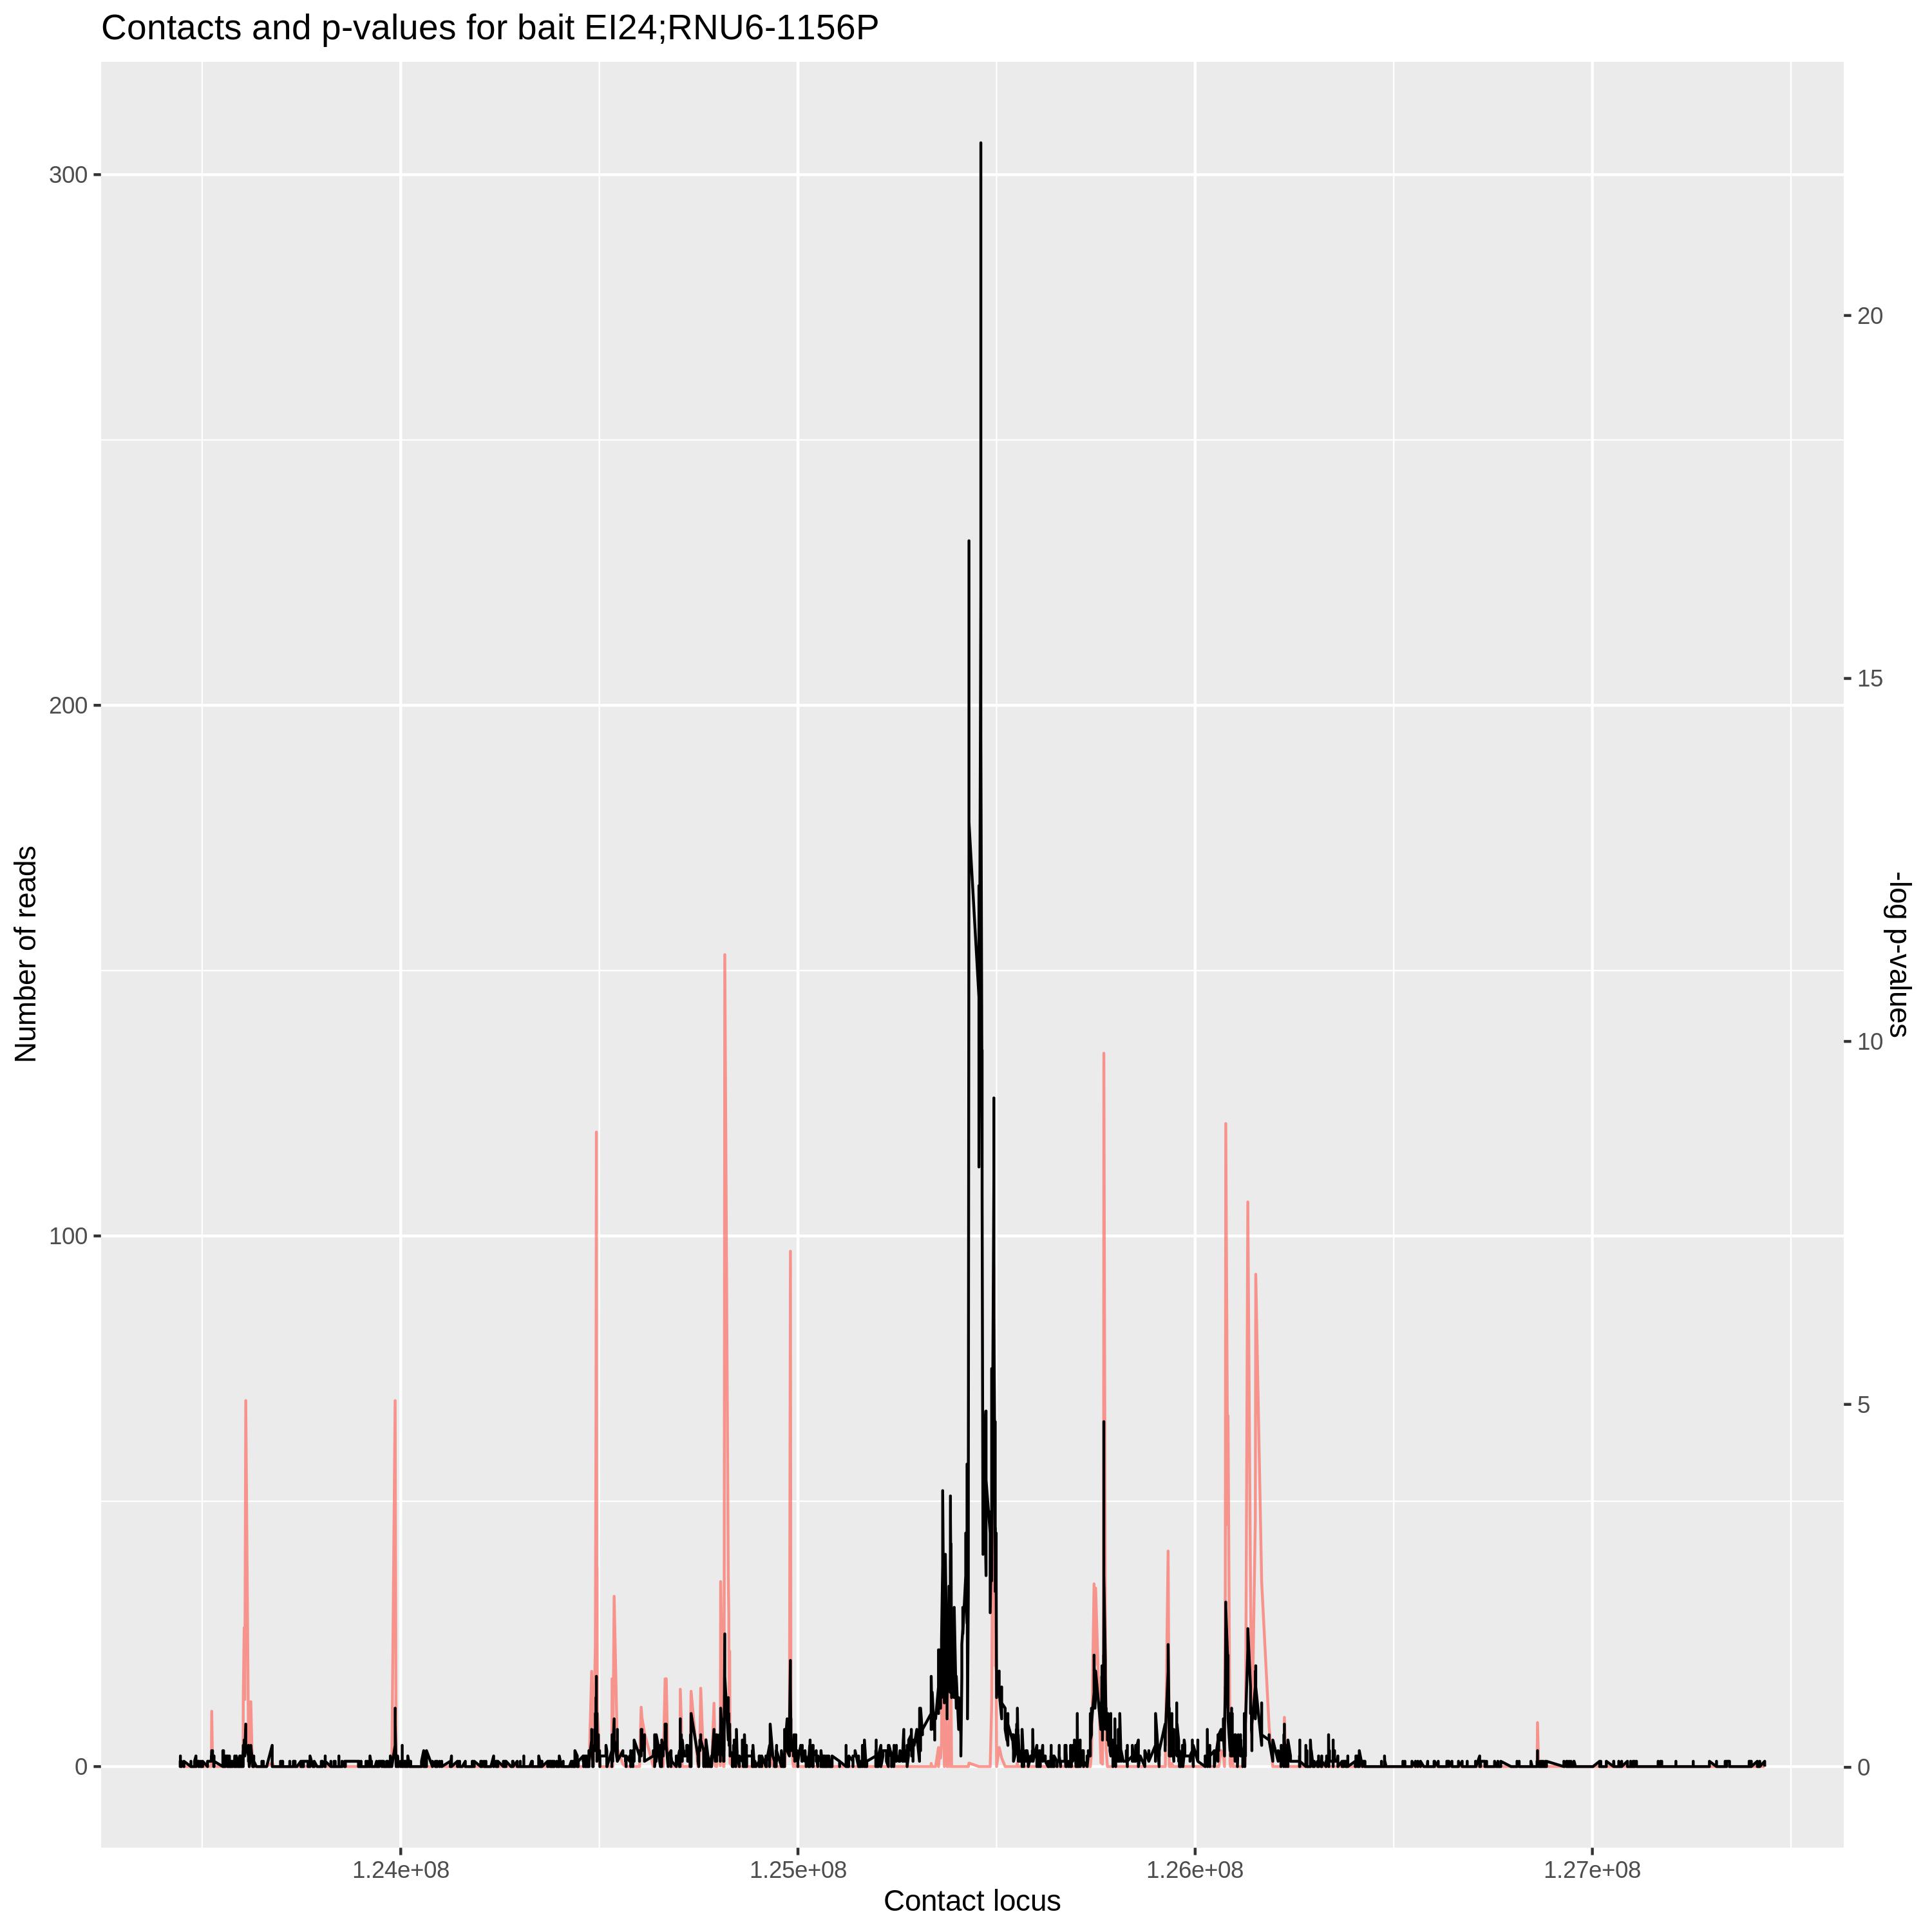 Contacts and p-values for bait EI24;RNU6-1156P
300
200
100
0
Number of reads
20
15
10
5
0
-log p-values
1.24e+08
1.25e+08
1.26e+08
1.27e+08
Contact locus